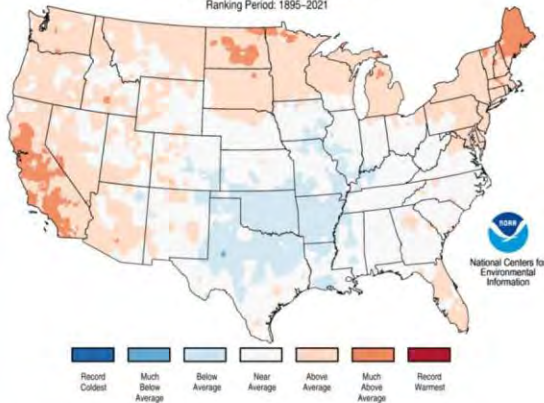 Ranking Period: 1895–2021
NOAA
National Centers for
Environmental
Information
Record
Coldest
Much
Below
Average
Below
Average
Near
Average
Above
Average
Much
Above
Average
Record
Warmest